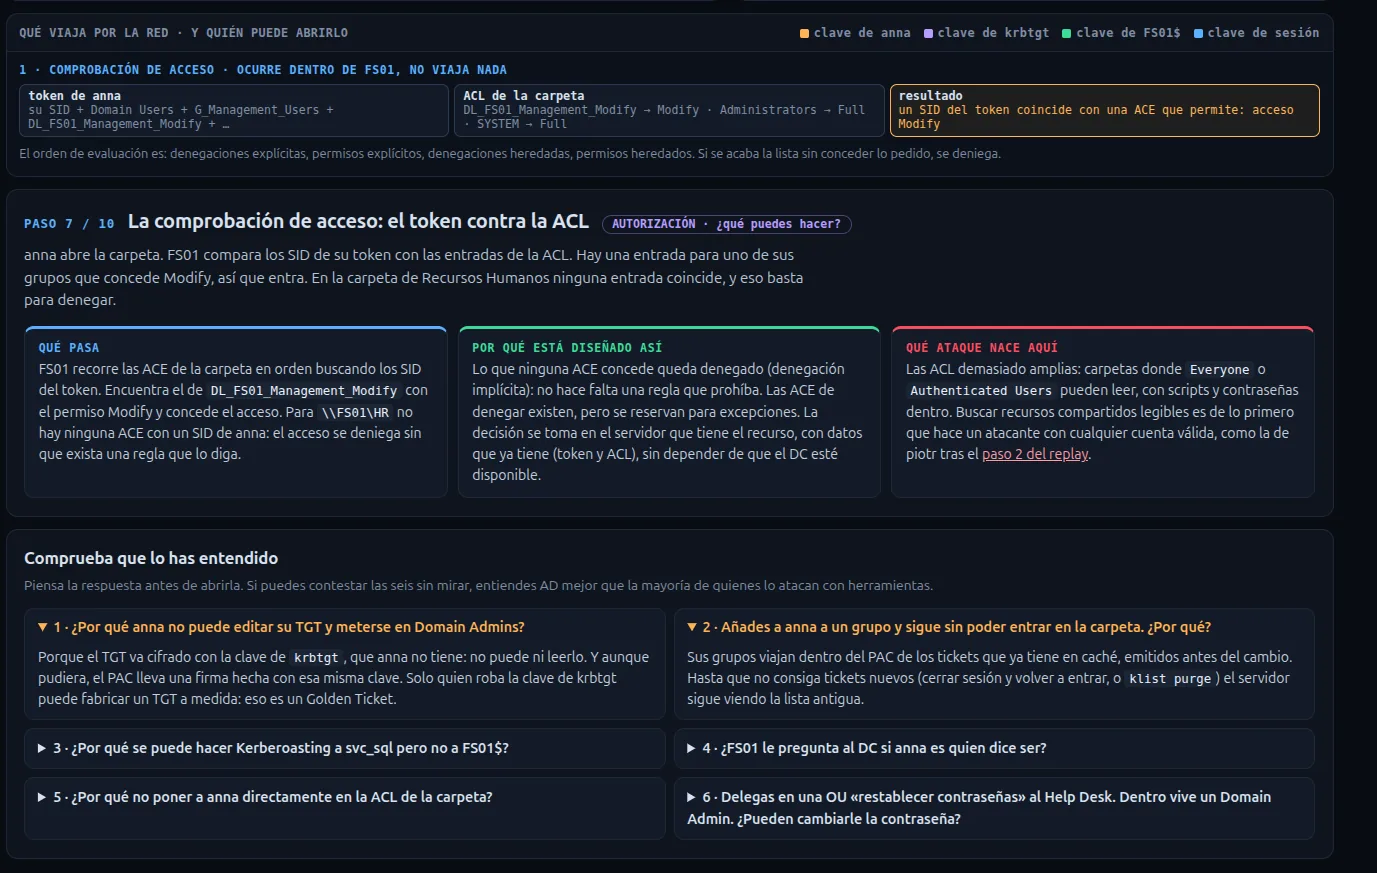 QUÉ VIAJA POR LA RED · Y QUIÉN PUEDE ABRIRLO
clave de anna
clave de krbtgt
clave de FS01$
clave de sesión
1 · COMPROBACIÓN DE ACCESO · OCURRE DENTRO DE FS01, NO VIAJA NADA
token de anna
su SID + Domain Users + G_Management_Users +
DL_FS01_Management_Modify + …
ACL de la carpeta
DL_FS01_Management_Modify → Modify · Administrators → Full
· SYSTEM → Full
resultado
un SID del token coincide con una ACE que permite: acceso
Modify
El orden de evaluación es: denegaciones explícitas, permisos explícitos, denegaciones heredadas, permisos heredados. Si se acaba la lista sin conceder lo pedido, se deniega.
PASO 7 / 10 La comprobación de acceso: el token contra la ACL AUTORIZACIÓN · ¿qué puedes hacer?
anna abre la carpeta. FS01 compara los SID de su token con las entradas de la ACL. Hay una entrada para uno de sus
grupos que concede Modify, así que entra. En la carpeta de Recursos Humanos ninguna entrada coincide, y eso basta
para denegar.
QUÉ PASA
FS01 recorre las ACE de la carpeta en orden buscando los SID
del token. Encuentra el de DL_FS01_Management_Modify con
el permiso Modify y concede el acceso. Para \\FS01\HR no
hay ninguna ACE con un SID de anna: el acceso se deniega sin
que exista una regla que lo diga.
POR QUÉ ESTÁ DISEÑADO ASÍ
Lo que ninguna ACE concede queda denegado (denegación
implícita): no hace falta una regla que prohíba. Las ACE de
denegar existen, pero se reservan para excepciones. La
decisión se toma en el servidor que tiene el recurso, con datos
que ya tiene (token y ACL), sin depender de que el DC esté
disponible.
QUÉ ATAQUE NACE AQUÍ
Las ACL demasiado amplias: carpetas donde Everyone o
Authenticated Users pueden leer, con scripts y contraseñas
dentro. Buscar recursos compartidos legibles es de lo primero
que hace un atacante con cualquier cuenta válida, como la de
piotr tras el paso 2 del replay.
Comprueba que lo has entendido
Piensa la respuesta antes de abrirla. Si puedes contestar las seis sin mirar, entiendes AD mejor que la mayoría de quienes lo atacan con herramientas.
▼ 1 · ¿Por qué anna no puede editar su TGT y meterse en Domain Admins?
Porque el TGT va cifrado con la clave de krbtgt, que anna no tiene: no puede ni leerlo. Y aunque
pudiera, el PAC lleva una firma hecha con esa misma clave. Solo quien roba la clave de krbtgt
puede fabricar un TGT a medida: eso es un Golden Ticket.
▼ 2 · Añades a anna a un grupo y sigue sin poder entrar en la carpeta. ¿Por qué?
Sus grupos viajan dentro del PAC de los tickets que ya tiene en caché, emitidos antes del cambio.
Hasta que no consiga tickets nuevos (cerrar sesión y volver a entrar, o klist purge) el servidor
sigue viendo la lista antigua.
▶ 3 · ¿Por qué se puede hacer Kerberoasting a svc_sql pero no a FS01$?
▶ 4 · ¿FS01 le pregunta al DC si anna es quien dice ser?
▶ 5 · ¿Por qué no poner a anna directamente en la ACL de la carpeta?
▶ 6 · Delegas en una OU «restablecer contraseñas» al Help Desk. Dentro vive un Domain
Admin. ¿Pueden cambiarle la contraseña?